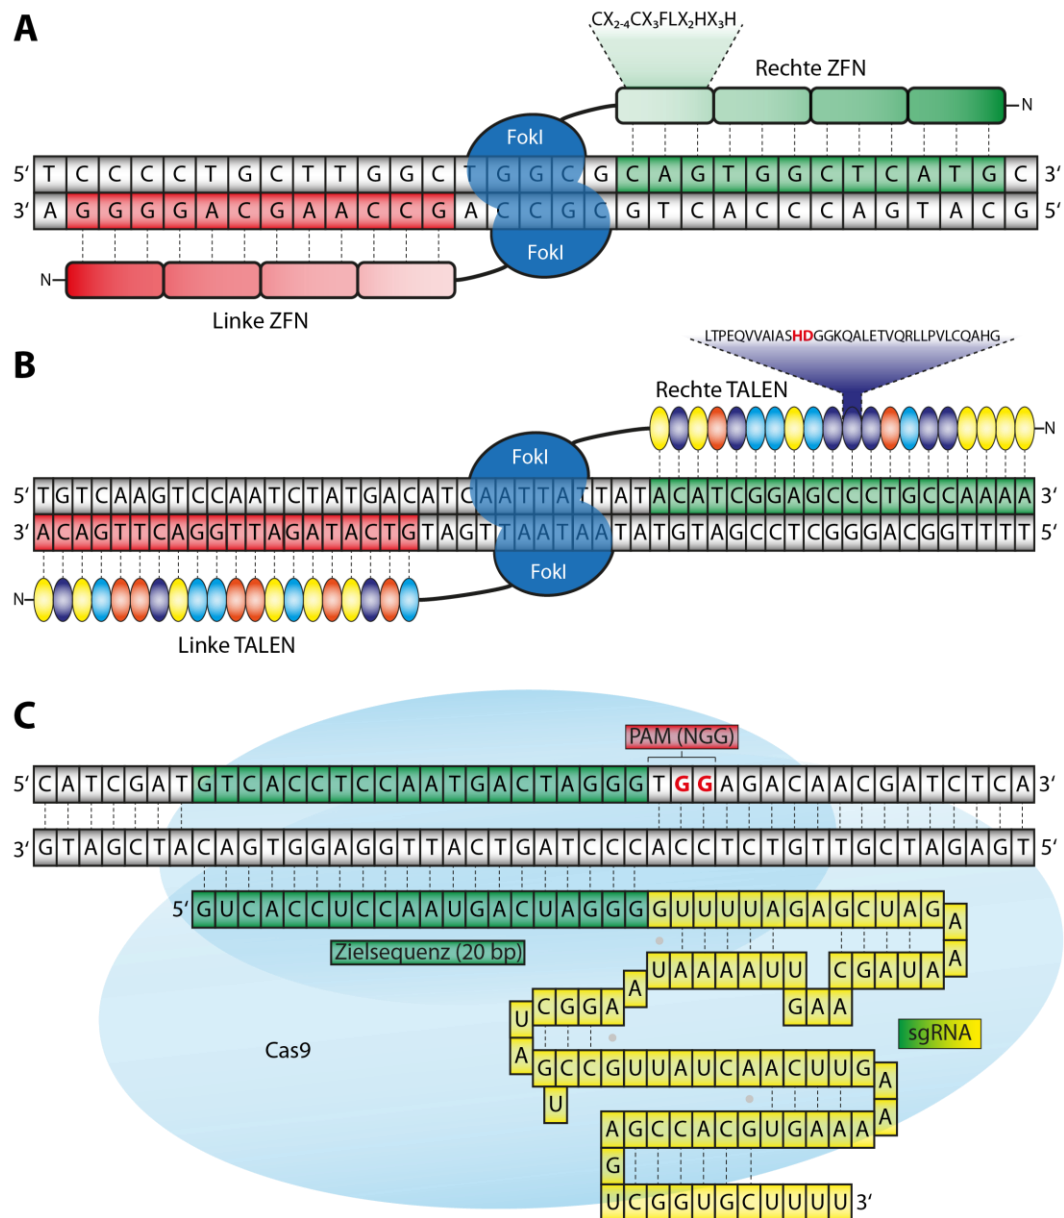 A
CX2-4CX3FLX2HX3H
Rechte ZFN
N
FokI
5‘ T C C C C T G C T T G G C T G G C G C A G T G G C T C A T G C 3‘
3‘ A G G G G A C G A A C C G A C C G C G T C A C C C A G T A C G 5‘
FokI
N
Linke ZFN
B
LTPEQVVAIASHDGGKQALETVQRLLPVLCQAHG
Rechte TALEN
N
FokI
5‘ T G T C A A G T C C A A T C T A T G A C A T C A A T T A T T A T A C A T C G G A G C C C T G C C A A A A 3‘
3‘ A C A G T T C A G G T T A G A T A C T G T A G T T A A T A A T A T G T A G C C T C G G G A C G G T T T T 5‘
FokI
N
Linke TALEN
C
PAM (NGG)
5‘ C A T C G A T G T C A C C T C C A A T G A C T A G G G T G G A G A C A A C G A T C T C A 3‘
3‘ G T A G C T A C A G T G G A G G T T A C T G A T C C C A C C T C T G T T G C T A G A G T 5‘
5‘ G U C A C C U C C A A U G A C U A G G G G U U U U A G A G C U A G A
Zielsequenz (20 bp)
A
U A A A A U U C G A U A
A
G A A
U C G G A
sgRNA
Cas9
A G C C G U U A U C A A C U U G A
U
A
A G C C A C G U G A A A
G
U C G G U G C U U U U 3‘